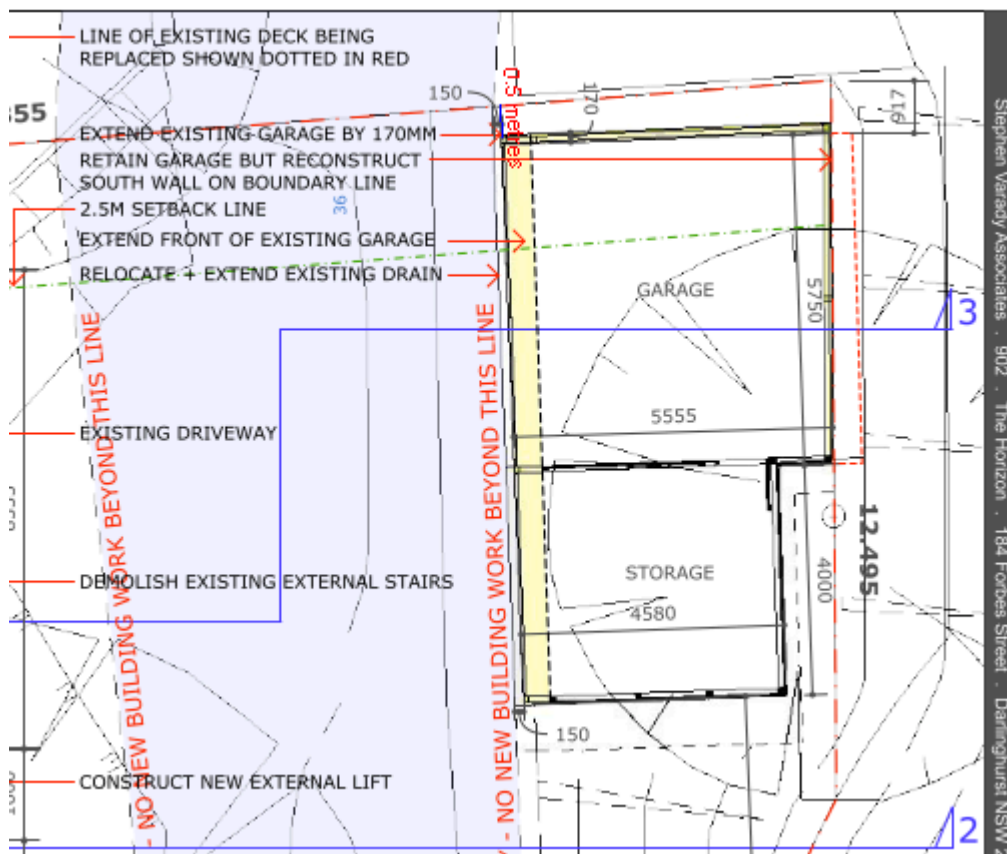 LINE OF EXISTING DECK BEING
REPLACED SHOWN DOTTED IN RED
150
0.5 metres
170
917
55
EXTEND EXISTING GARAGE BY 170MM
RETAIN GARAGE BUT RECONSTRUCT
SOUTH WALL ON BOUNDARY LINE
2.5M SETBACK LINE
36
EXTEND FRONT OF EXISTING GARAGE
RELOCATE + EXTEND EXISTING DRAIN
GARAGE
5750
3
- NO NEW BUILDING WORK BEYOND THIS LINE
- NO NEW BUILDING WORK BEYOND THIS LINE
5555
EXISTING DRIVEWAY
12.495
DEMOLISH EXISTING EXTERNAL STAIRS
STORAGE
4000
4580
150
CONSTRUCT NEW EXTERNAL LIFT
2
Stephen Varady Associates . 902 . The Horizon . 184 Forbes Street . Darlinghurst NSW 2